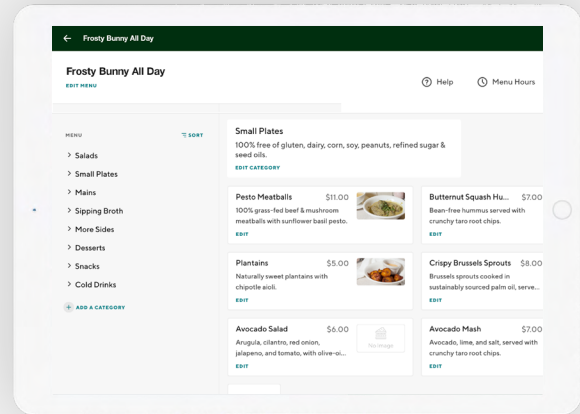 ← Frosty Bunny All Day
Frosty Bunny All Day
EDIT MENU
Help
Menu Hours
MENU
SORT
> Salads
> Small Plates
> Mains
> Sipping Broth
> More Sides
> Desserts
> Snacks
> Cold Drinks
+ ADD A CATEGORY
Small Plates
100% free of gluten, dairy, corn, soy, peanuts, refined sugar &
seed oils.
EDIT CATEGORY
Pesto Meatballs $11.00
100% grass-fed beef & mushroom
meatballs with sunflower basil pesto.
EDIT
Butternut Squash Hu... $7.00
Bean-free hummus served with
crunchy taro root chips.
EDIT
Plantains $5.00
Naturally sweet plantains with
chipotle aioli.
EDIT
Crispy Brussels Sprouts $8.00
Brussels sprouts cooked in
sustainably sourced palm oil, serve...
EDIT
Avocado Salad $6.00
Arugula, cilantro, red onion,
jalapeno, and tomato, with olive-oi...
EDIT
No image
Avocado Mash $7.00
Avocado, lime, and salt, served with
crunchy taro root chips.
EDIT